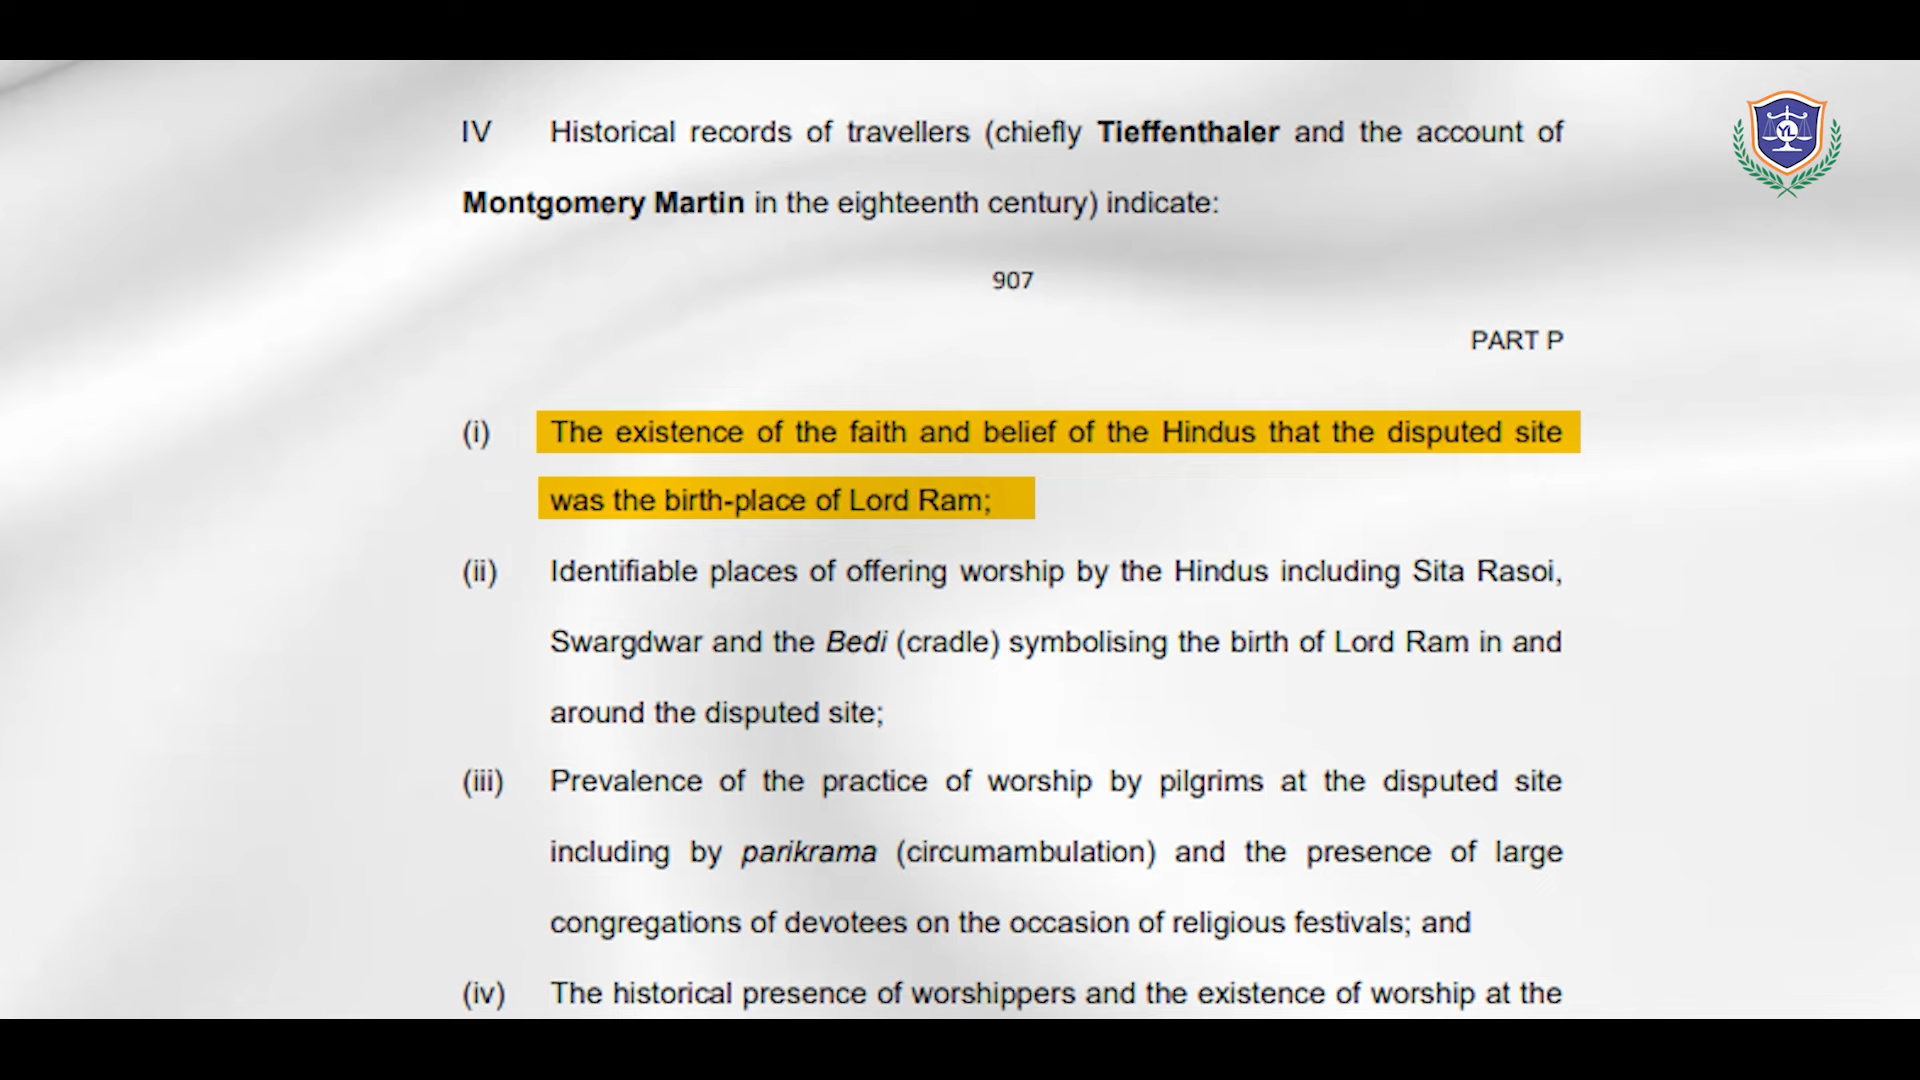 IV Historical records of travellers (chiefly Tieffenthaler and the account of
Montgomery Martin in the eighteenth century) indicate:
907
PART P
(i) The existence of the faith and belief of the Hindus that the disputed site
was the birth-place of Lord Ram;
(ii) Identifiable places of offering worship by the Hindus including Sita Rasoi,
Swargdwar and the Bedi (cradle) symbolising the birth of Lord Ram in and
around the disputed site;
(iii) Prevalence of the practice of worship by pilgrims at the disputed site
including by parikrama (circumambulation) and the presence of large
congregations of devotees on the occasion of religious festivals; and
(iv) The historical presence of worshippers and the existence of worship at the
YL